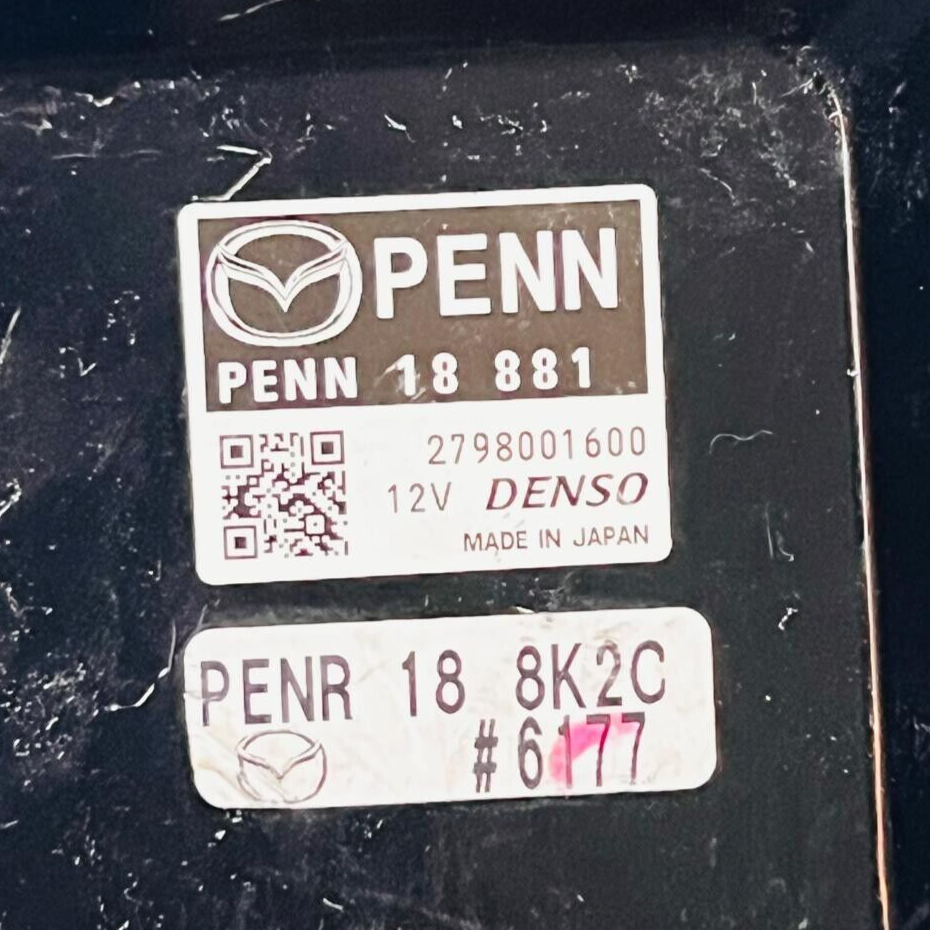 PENN
PENN 18 881
2798001600
12V DENSO
MADE IN JAPAN
PENR 18 8K2C
#6177